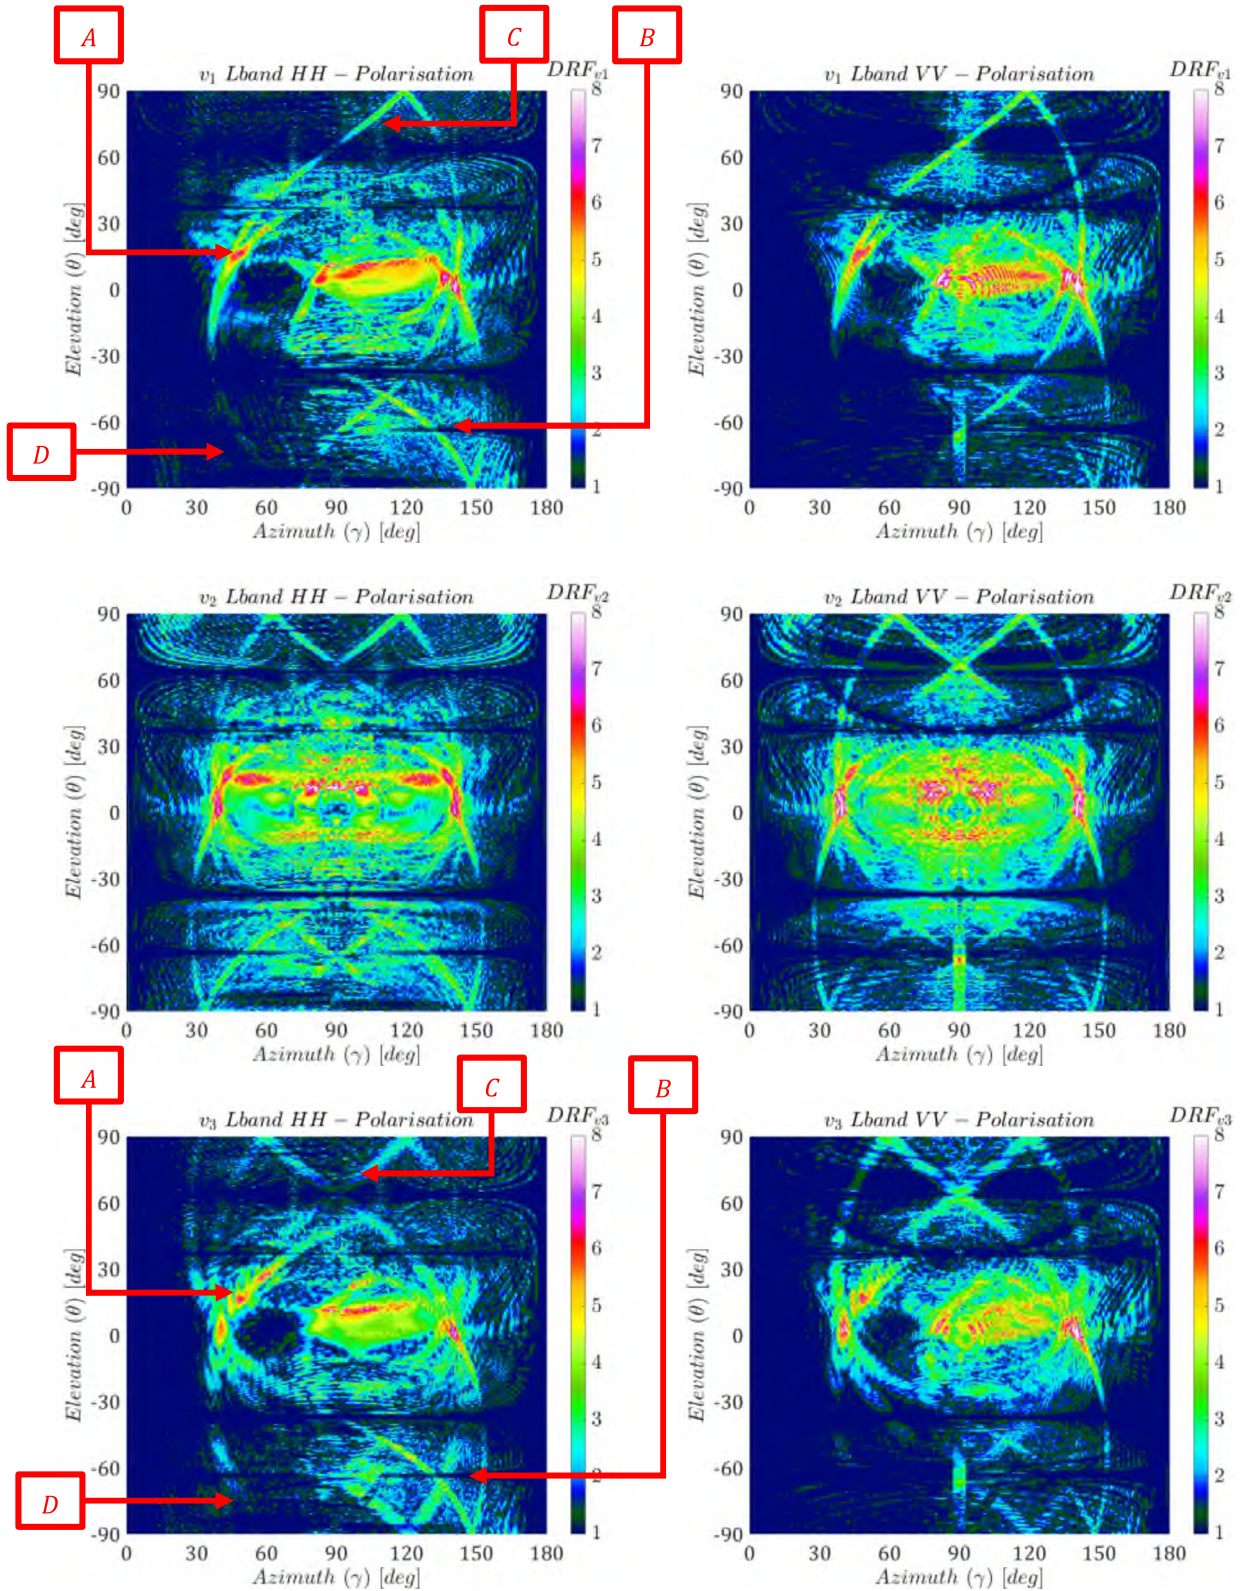 A
C
B
v₁ Lband HH − Polarisation
DRFᵥ₁
v₁ Lband VV − Polarisation
DRFᵥ₁
90
60
30
0
-30
-60
-90
Elevation (θ) [deg]
0 30 60 90 120 150 180
Azimuth (γ) [deg]
8
7
6
5
4
3
2
1
D
90
60
30
0
-30
-60
-90
Elevation (θ) [deg]
0 30 60 90 120 150 180
Azimuth (γ) [deg]
8
7
6
5
4
3
2
1
v₂ Lband HH − Polarisation
DRFᵥ₂
v₂ Lband VV − Polarisation
DRFᵥ₂
90
60
30
0
-30
-60
-90
Elevation (θ) [deg]
0 30 60 90 120 150 180
Azimuth (γ) [deg]
8
7
6
5
4
3
2
1
90
60
30
0
-30
-60
-90
Elevation (θ) [deg]
0 30 60 90 120 150 180
Azimuth (γ) [deg]
8
7
6
5
4
3
2
1
A
C
B
v₃ Lband HH − Polarisation
DRFᵥ₃
v₃ Lband VV − Polarisation
DRFᵥ₃
90
60
30
0
-30
-60
-90
Elevation (θ) [deg]
0 30 60 90 120 150 180
Azimuth (γ) [deg]
8
7
6
5
4
3
2
1
D
90
60
30
0
-30
-60
-90
Elevation (θ) [deg]
0 30 60 90 120 150 180
Azimuth (γ) [deg]
8
7
6
5
4
3
2
1